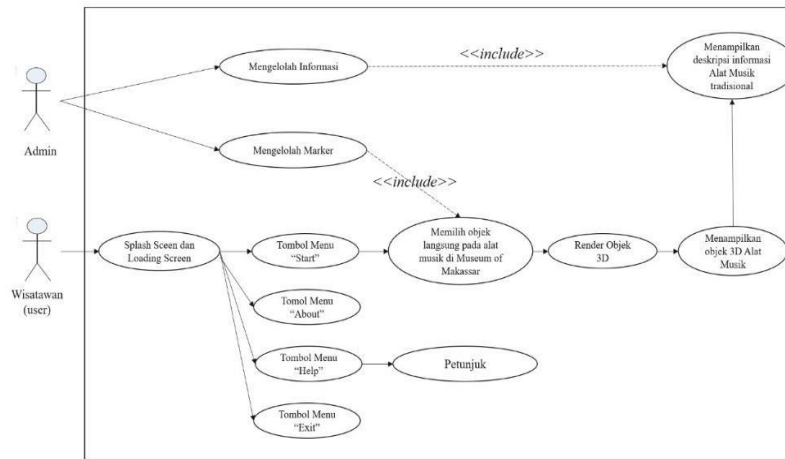 <<include>>
Menampilkan
deskripsi informasi
Alat Musik
tradisional
Mengelolah Informasi
Admin
Mengelolah Marker
<<include>>
Splash Sceen dan
Loading Screen
Tombol Menu
“Start”
Memilih objek
langsung pada alat
musik di Museum of
Makassar
Render Objek
3D
Menampilkan
objek 3D Alat
Musik
Wisatawan
(user)
Tomol Menu
“About”
Tombol Menu
“Help”
Petunjuk
Tombol Menu
“Exit”